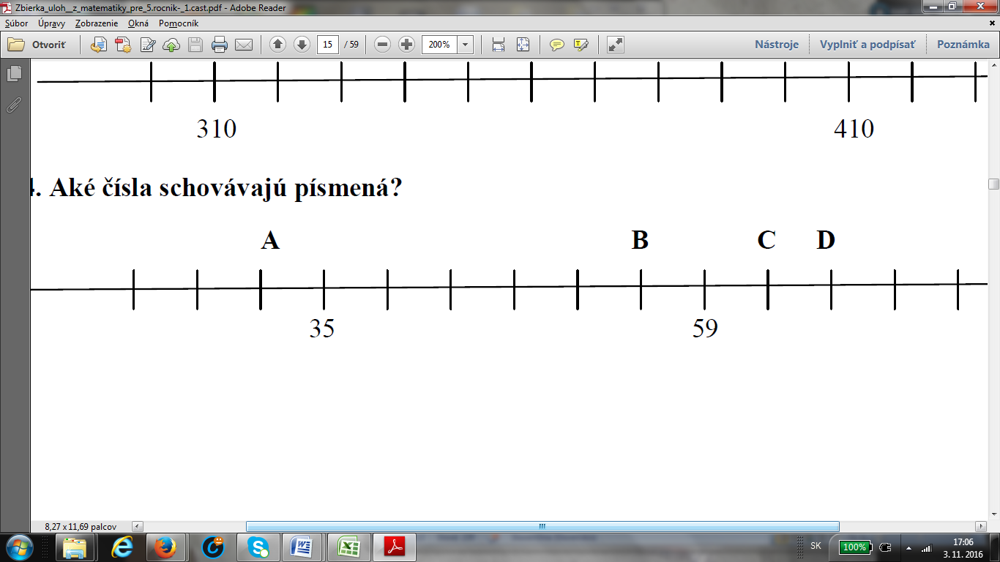 Zbierka_uloh__z_matematiky_pre_5.rocnik-_1.cast.pdf - Adobe Reader
Súbor Úpravy Zobrazenie Okná Pomocník
Otvoriť 15 / 59 200% Nástroje Vyplniť a podpísať Poznámka
310 410
4. Aké čísla schovávajú písmená?
A B C D
35 59
8,27 x 11,69 palcov
SK 100% 17:06
3. 11. 2016